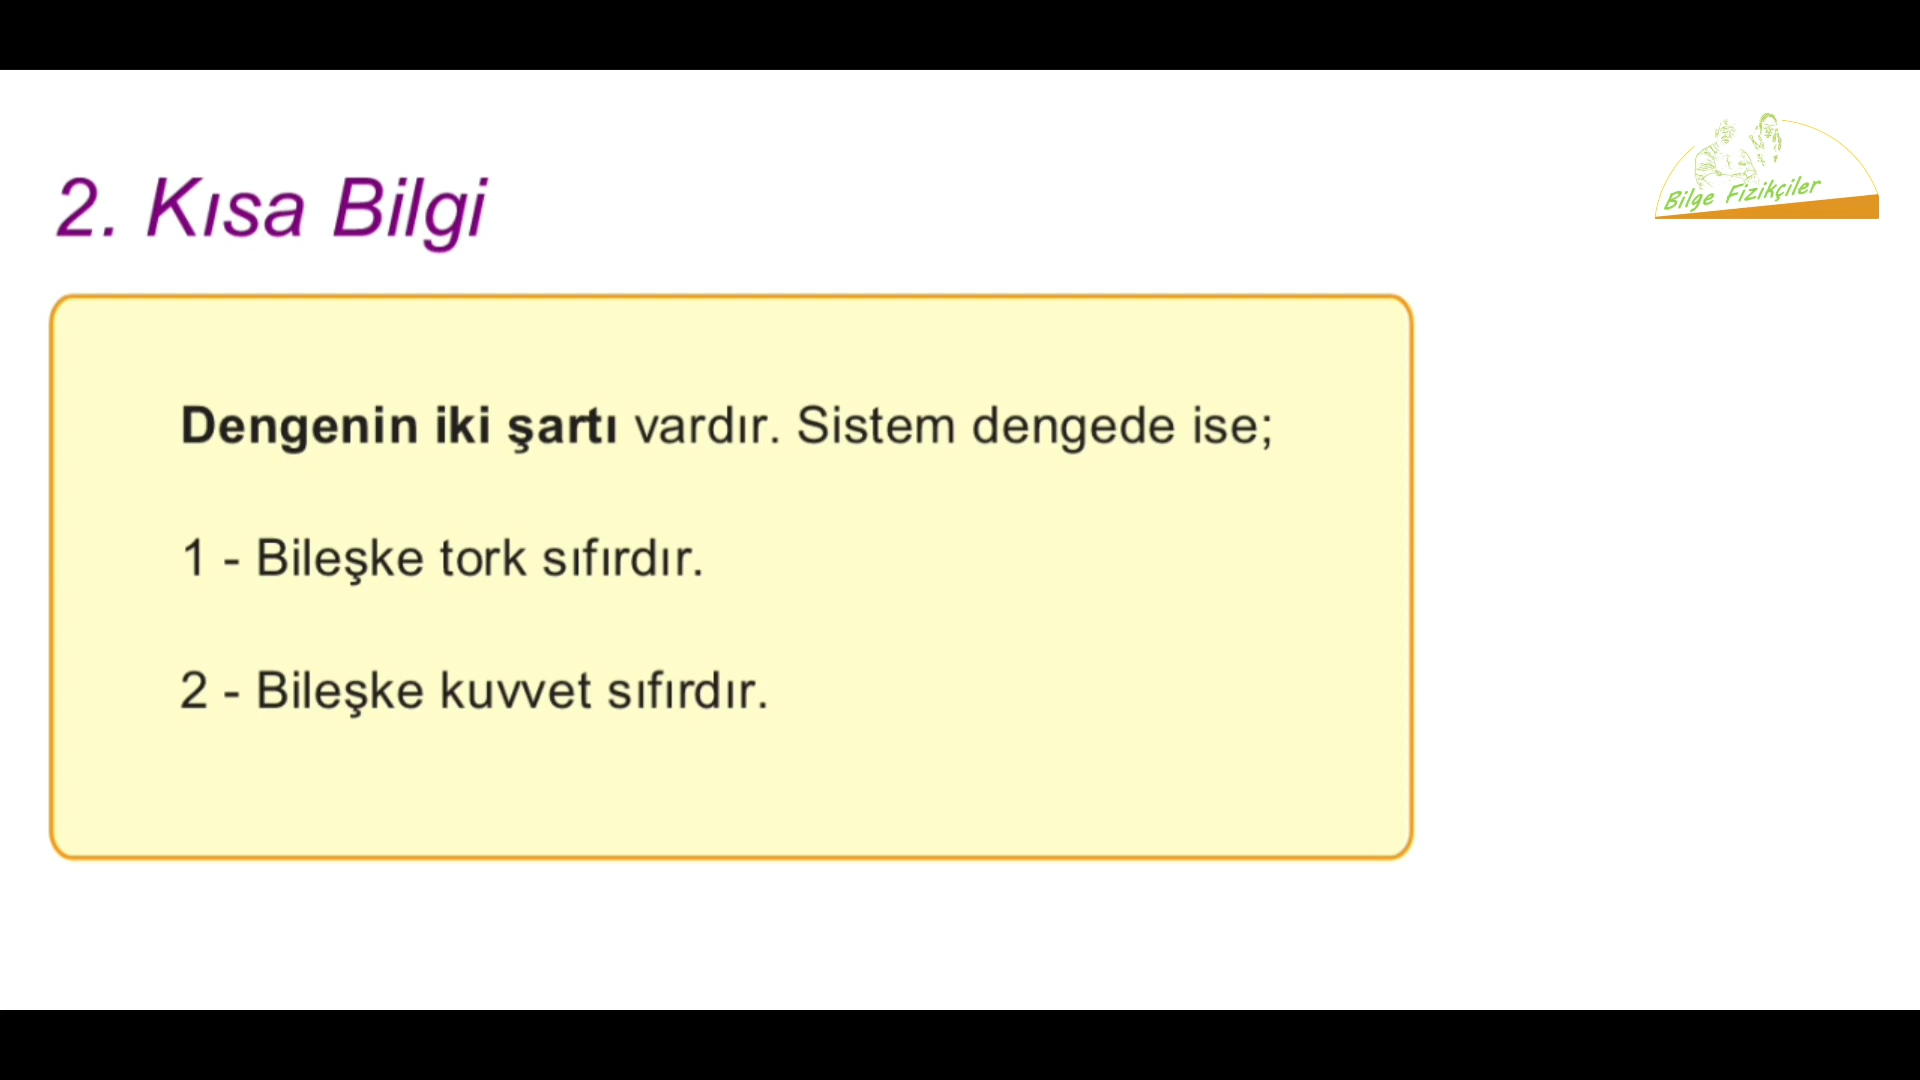 Bilge Fizikçiler
2. Kısa Bilgi
Dengenin iki şartı vardır. Sistem dengede ise;
1 - Bileşke tork sıfırdır.
2 - Bileşke kuvvet sıfırdır.